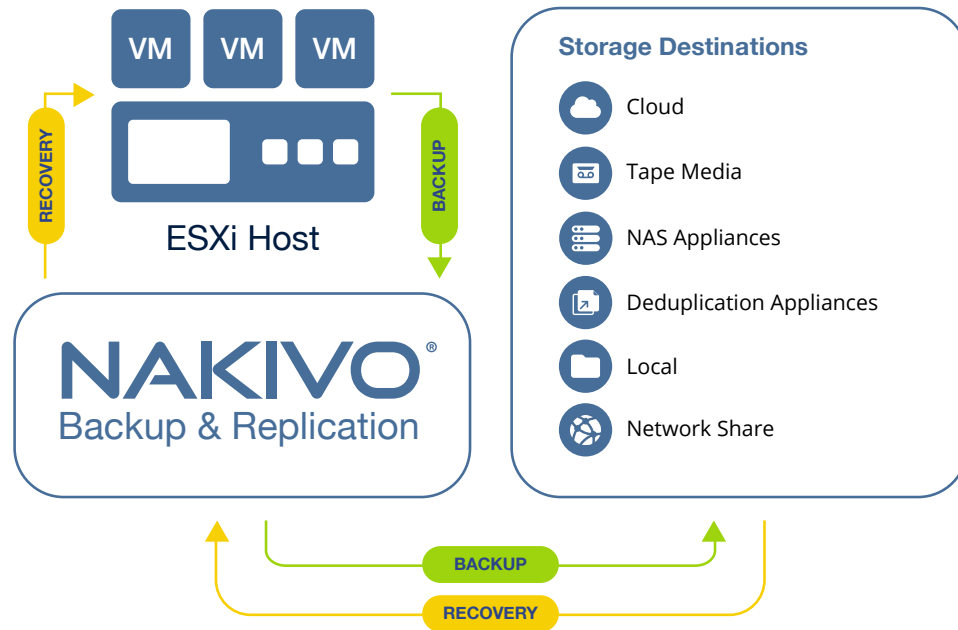 VM VM VM
RECOVERY
BACKUP
ESXi Host
NAKIVO®
Backup & Replication
Storage Destinations
Cloud
Tape Media
NAS Appliances
Deduplication Appliances
Local
Network Share
BACKUP
RECOVERY